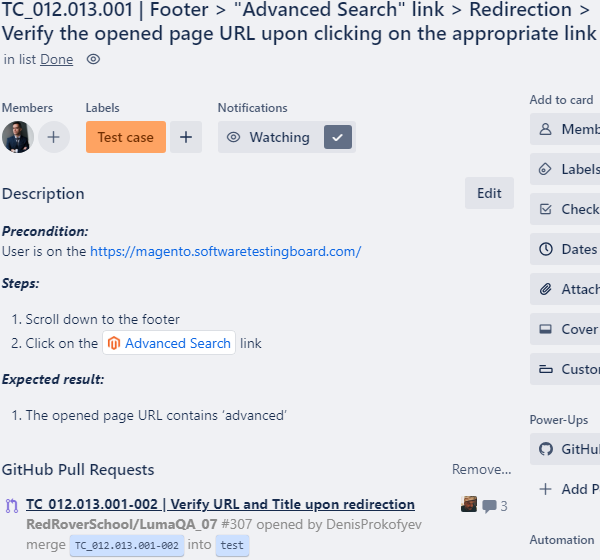 TC_012.013.001 | Footer > "Advanced Search" link > Redirection >
Verify the opened page URL upon clicking on the appropriate link
in list Done
Members
Labels
Notifications
Test case
Watching
Description
Edit
Precondition:
User is on the https://magento.softwaretestingboard.com/
Steps:
1. Scroll down to the footer
2. Click on the Advanced Search link
Expected result:
1. The opened page URL contains ‘advanced’
GitHub Pull Requests
Remove...
TC_012.013.001-002 | Verify URL and Title upon redirection
3
RedRoverSchool/LumaQA_07 #307 opened by DenisProkofyev
merge TC_012.013.001-002 into test
Add to card
Memb
Labels
Check
Dates
Attach
Cover
Custo
Power-Ups
GitHu
Add P
Automation